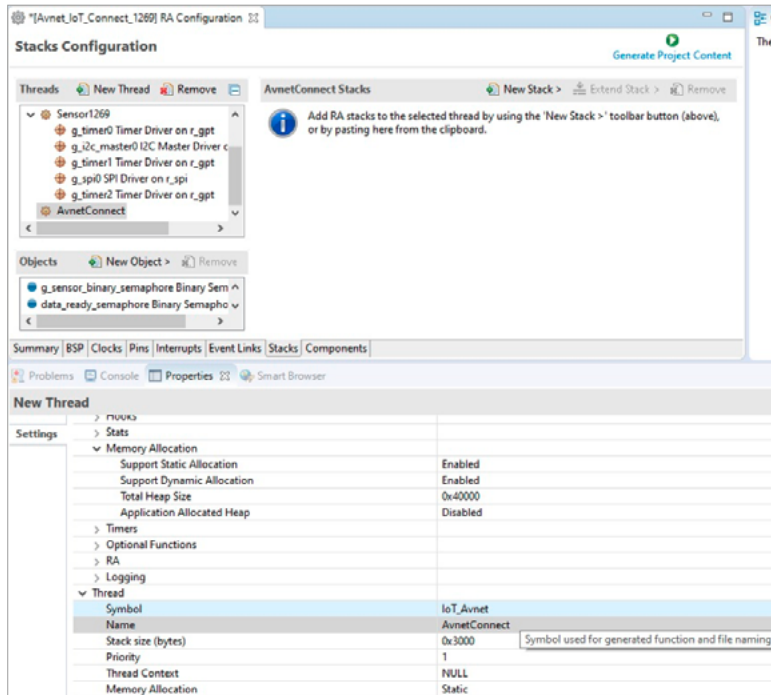 *[Avnet_IoT_Connect_1269] RA Configuration
Stacks Configuration
Generate Project Content
The
Threads New Thread Remove
AvnetConnect Stacks New Stack > Extend Stack > Remove
Sensor1269
g_timer0 Timer Driver on r_gpt
g_i2c_master0 I2C Master Driver c
g_timer1 Timer Driver on r_gpt
g_spi0 SPI Driver on r_spi
g_timer2 Timer Driver on r_gpt
AvnetConnect
Add RA stacks to the selected thread by using the 'New Stack >' toolbar button (above),
or by pasting here from the clipboard.
Objects New Object > Remove
g_sensor_binary_semaphore Binary Sem
data_ready_semaphore Binary Semapho
Summary BSP Clocks Pins Interrupts Event Links Stacks Components
Problems Console Properties Smart Browser
New Thread
Settings
Hooks
Stats
Memory Allocation
Support Static Allocation Enabled
Support Dynamic Allocation Enabled
Total Heap Size 0x40000
Application Allocated Heap Disabled
Timers
Optional Functions
RA
Logging
Thread
Symbol IoT_Avnet
Name AvnetConnect
Stack size (bytes) 0x3000
Symbol used for generated function and file naming
Priority 1
Thread Context NULL
Memory Allocation Static